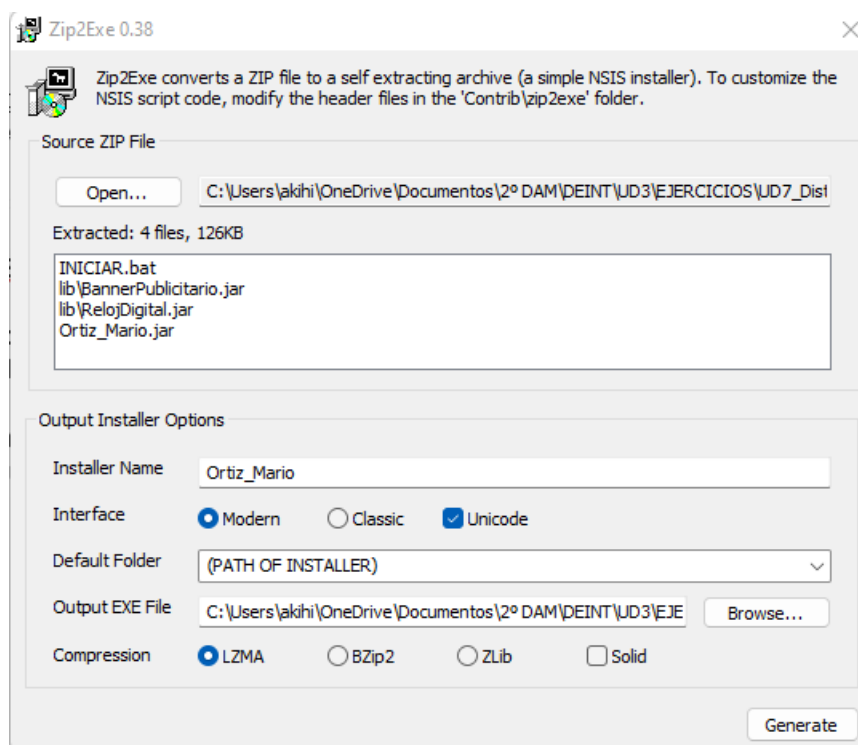 Zip2Exe 0.38
Zip2Exe converts a ZIP file to a self extracting archive (a simple NSIS installer). To customize the
NSIS script code, modify the header files in the 'Contrib\zip2exe' folder.
Source ZIP File
Open... C:\Users\akihi\OneDrive\Documentos\2º DAM\DEINT\UD3\EJERCICIOS\UD7_Dist
Extracted: 4 files, 126KB
INICIAR.bat
lib\BannerPublicitario.jar
lib\RelojDigital.jar
Ortiz_Mario.jar
Output Installer Options
Installer Name Ortiz_Mario
Interface Modern Classic Unicode
Default Folder (PATH OF INSTALLER)
Output EXE File C:\Users\akihi\OneDrive\Documentos\2º DAM\DEINT\UD3\EJE Browse...
Compression LZMA BZip2 ZLib Solid
Generate